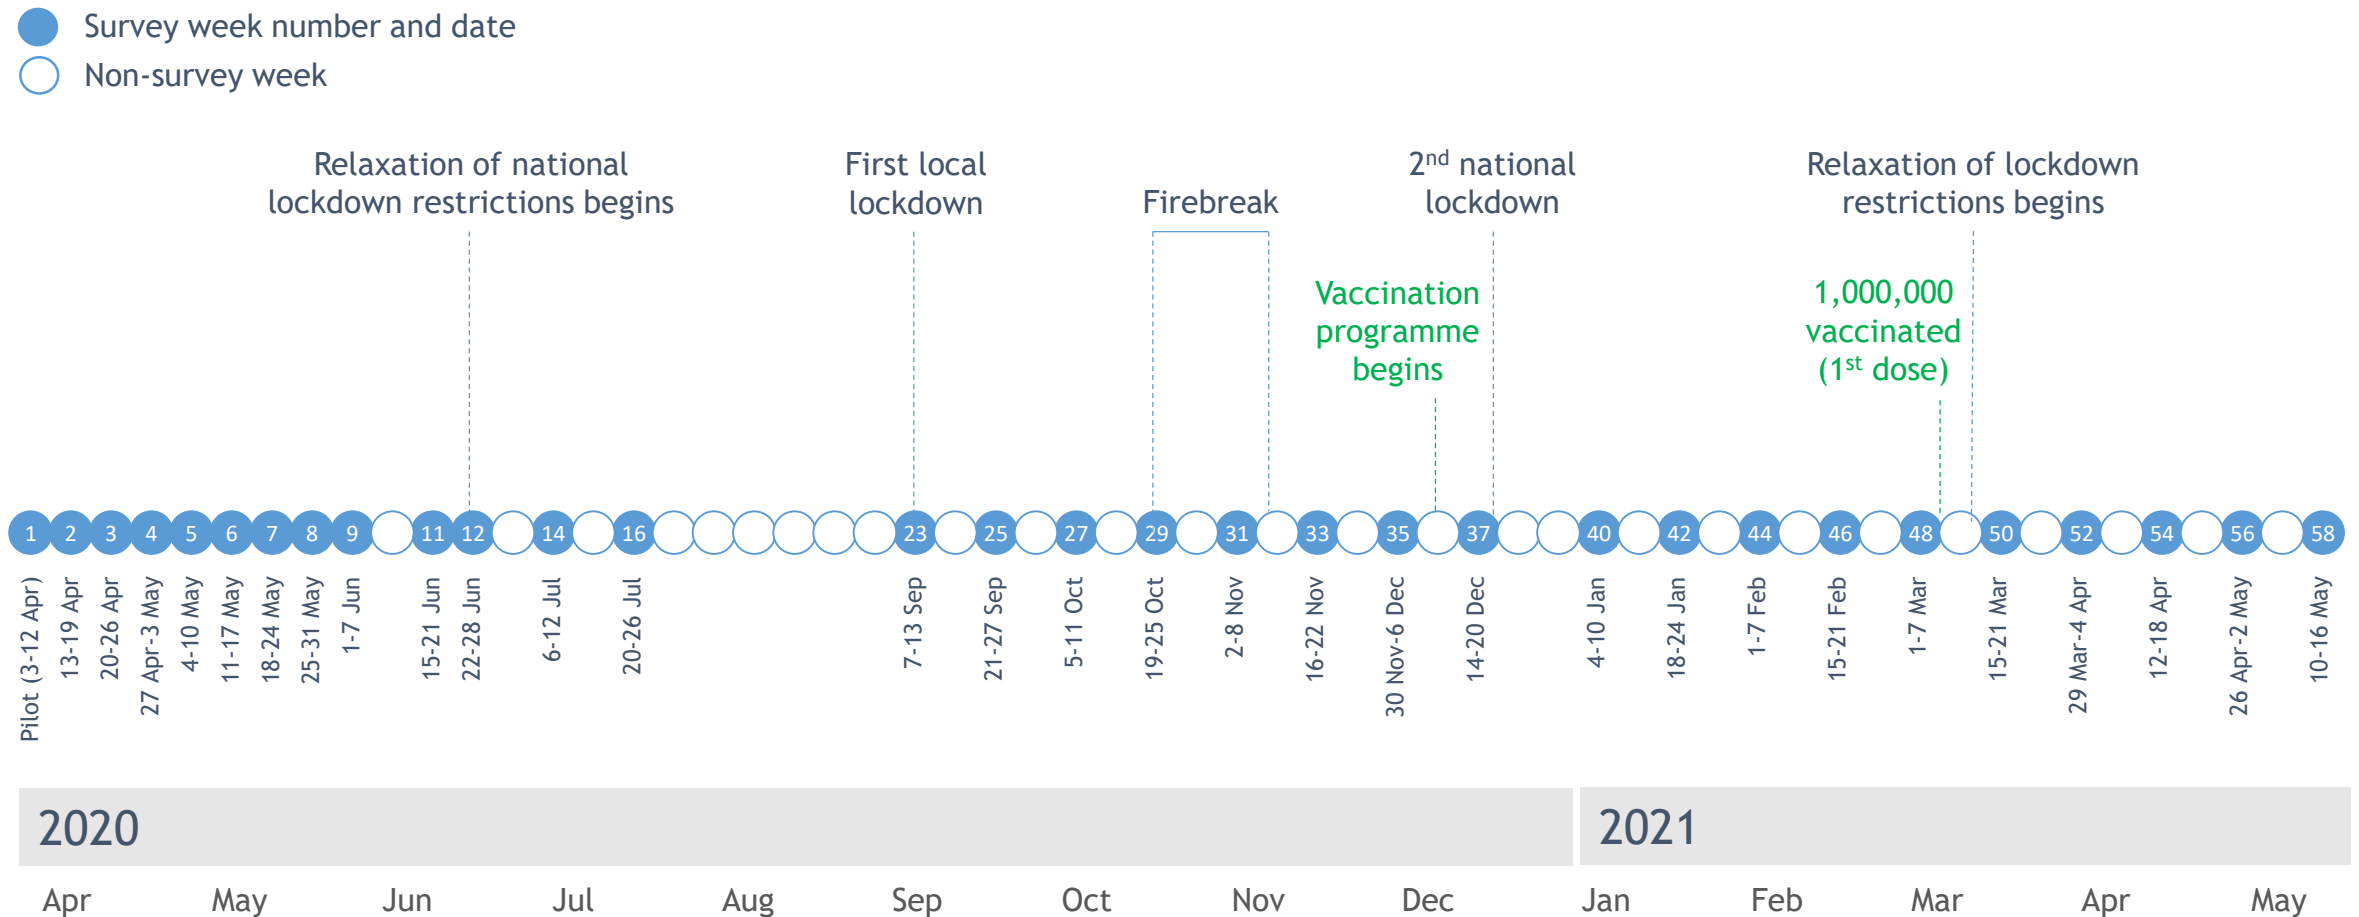 Survey week number and date
Non-survey week
Relaxation of national
lockdown restrictions begins
First local
lockdown
Firebreak
2nd national
lockdown
Relaxation of lockdown
restrictions begins
Vaccination
programme
begins
1,000,000
vaccinated
(1st dose)
1 2 3 4 5 6 7 8 9 11 12 14 16 23 25 27 29 31 33 35 37 40 42 44 46 48 50 52 54 56 58
Pilot (3-12 Apr)
13-19 Apr
20-26 Apr
27 Apr-3 May
4-10 May
11-17 May
18-24 May
25-31 May
1-7 Jun
15-21 Jun
22-28 Jun
6-12 Jul
20-26 Jul
7-13 Sep
21-27 Sep
5-11 Oct
19-25 Oct
2-8 Nov
16-22 Nov
30 Nov-6 Dec
14-20 Dec
4-10 Jan
18-24 Jan
1-7 Feb
15-21 Feb
1-7 Mar
15-21 Mar
29 Mar-4 Apr
12-18 Apr
26 Apr-2 May
10-16 May
2020 2021
Apr May Jun Jul Aug Sep Oct Nov Dec Jan Feb Mar Apr May